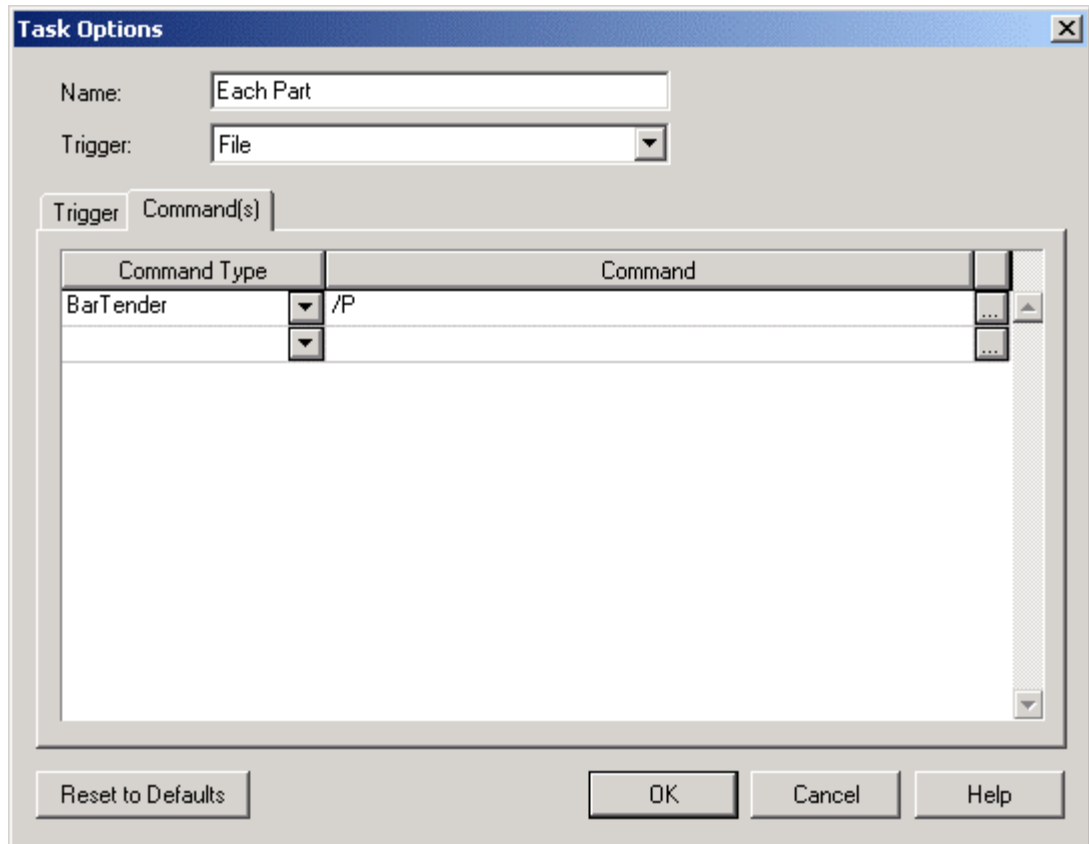 Task Options
Name: Each Part
Trigger: File
Trigger Command(s)
Command Type Command
BarTender /P ...
...
Reset to Defaults OK Cancel Help